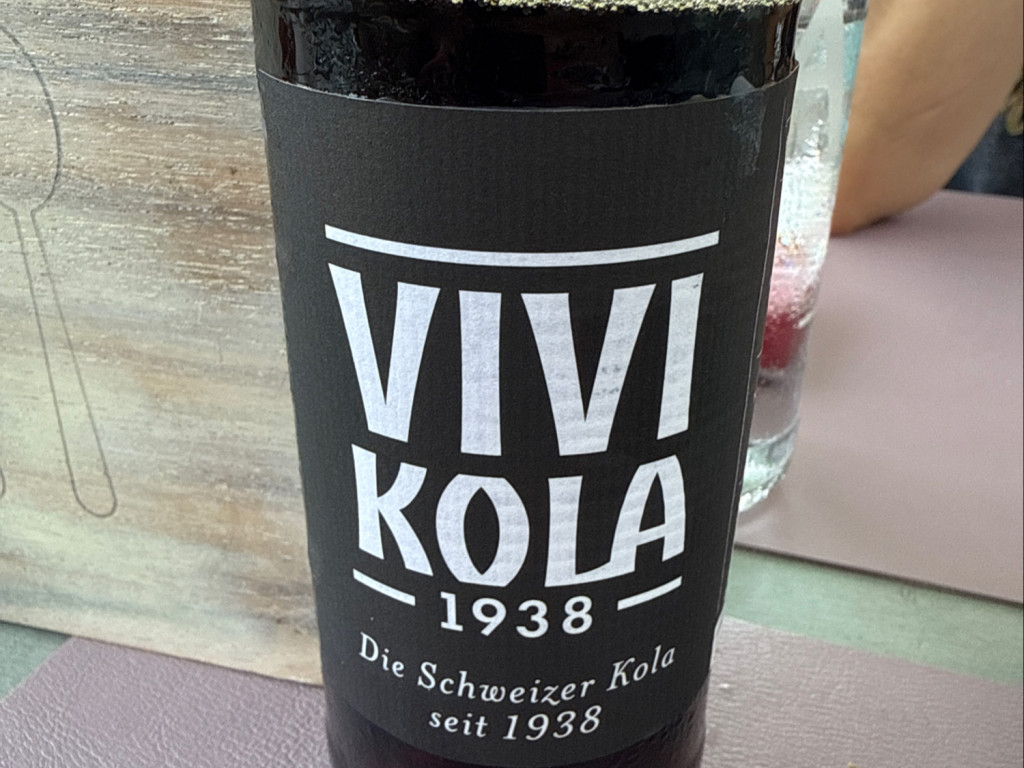 VIVI
KOLA
1938
Die Schweizer Kola
seit 1938